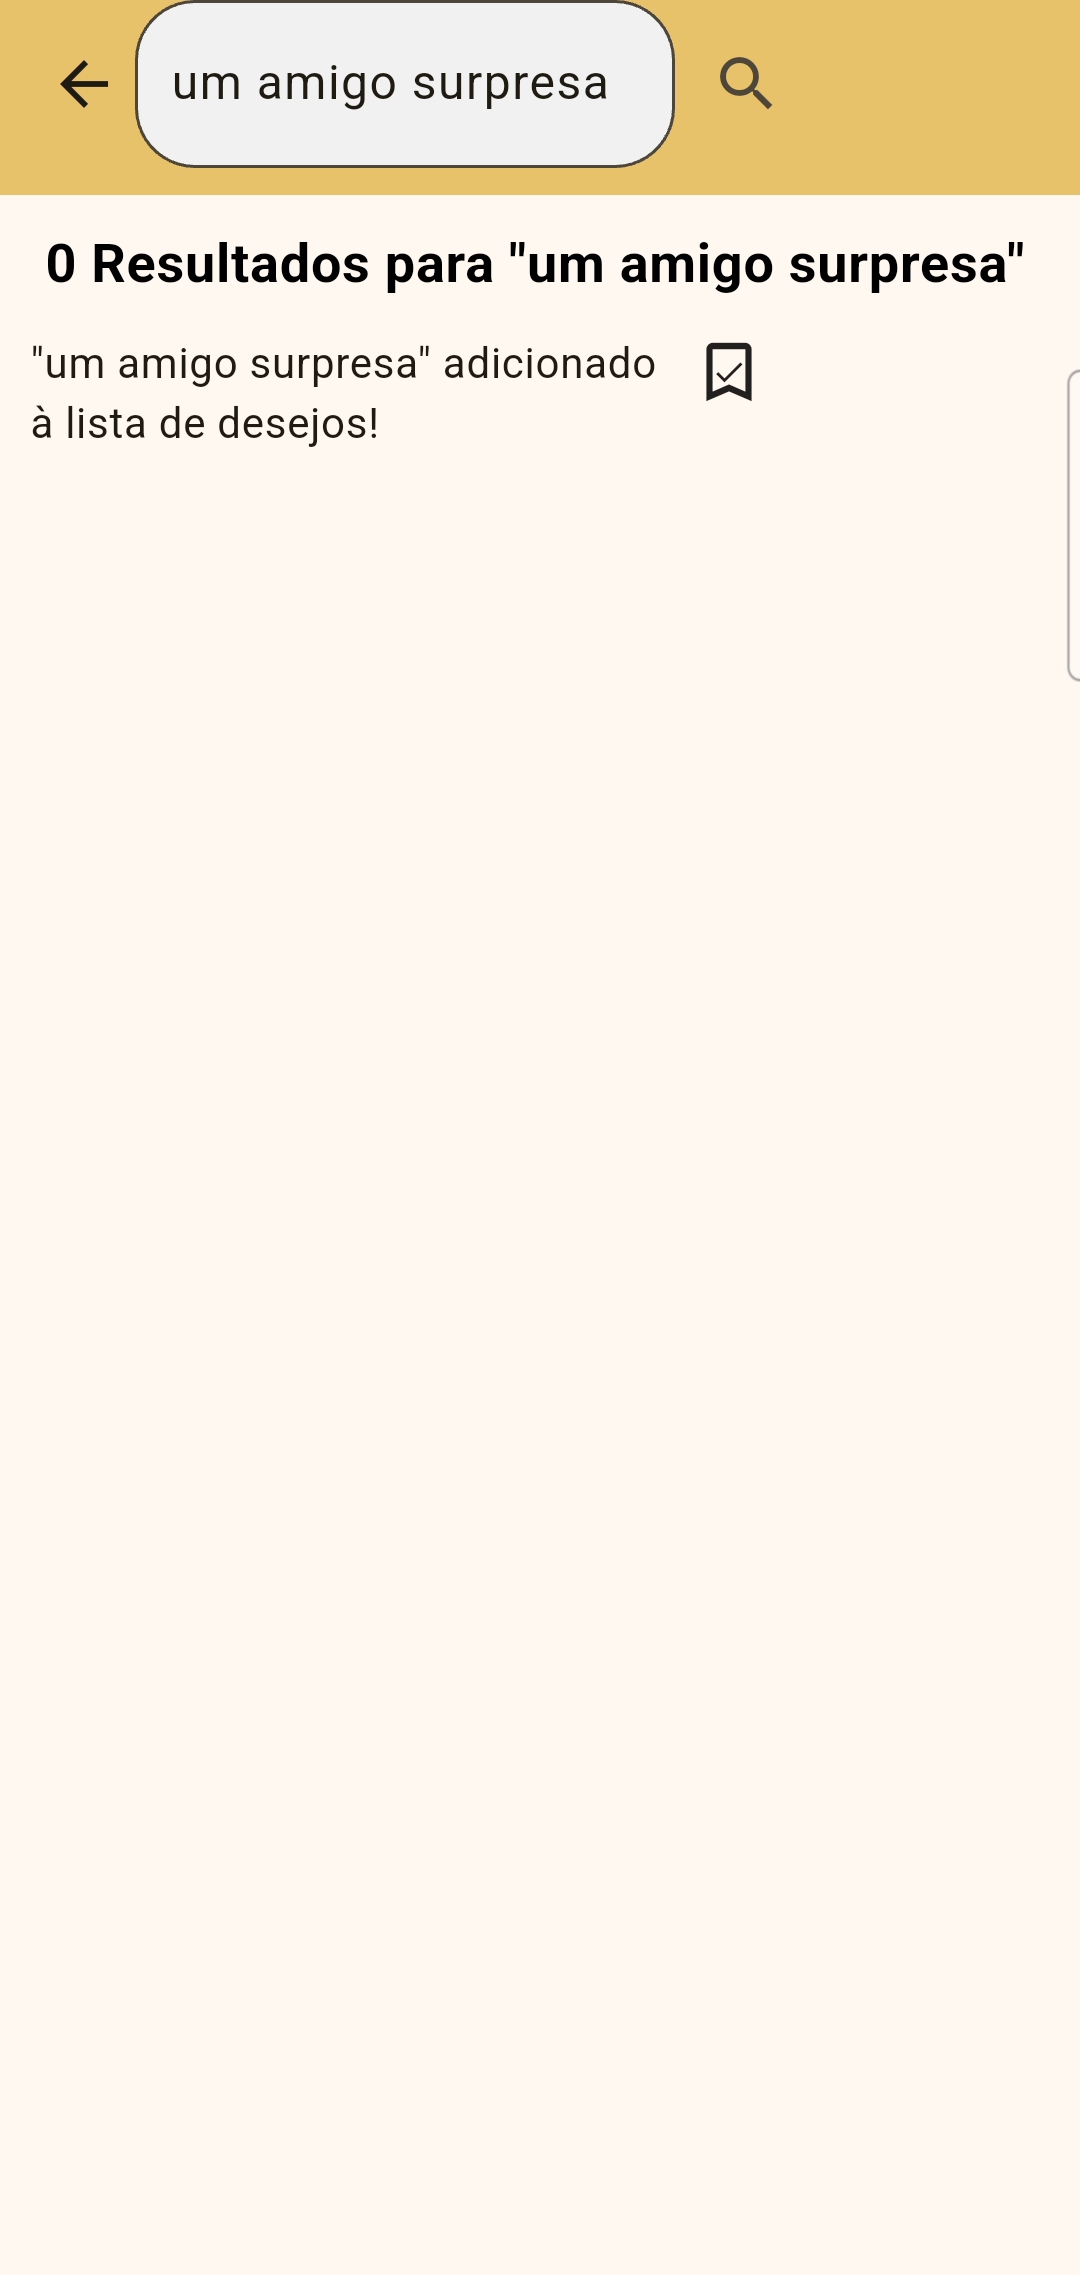 um amigo surpresa
0 Resultados para "um amigo surpresa"
"um amigo surpresa" adicionado
à lista de desejos!